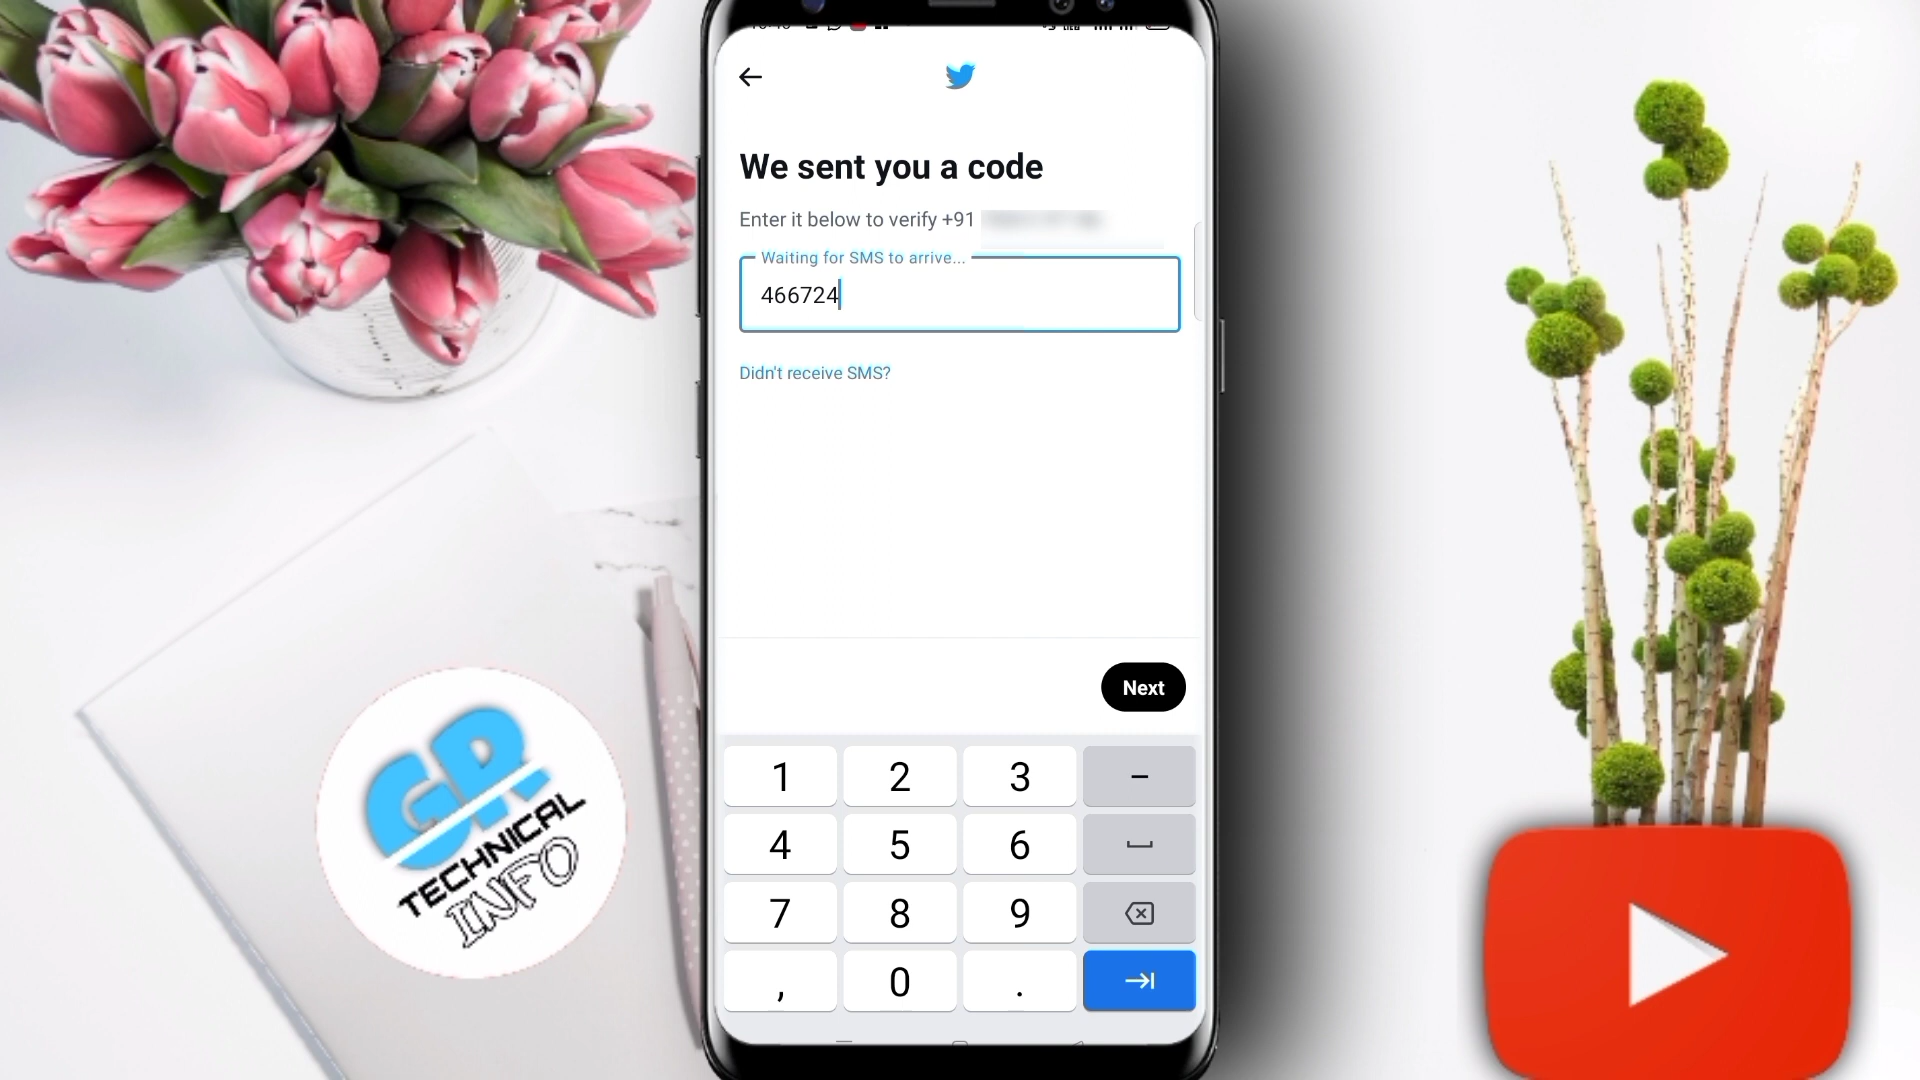 We sent you a code
Enter it below to verify +91
Waiting for SMS to arrive...
466724
Didn't receive SMS?
Next
1 2 3 –
4 5 6
7 8 9
, 0 .
GR
TECHNICAL
INFO